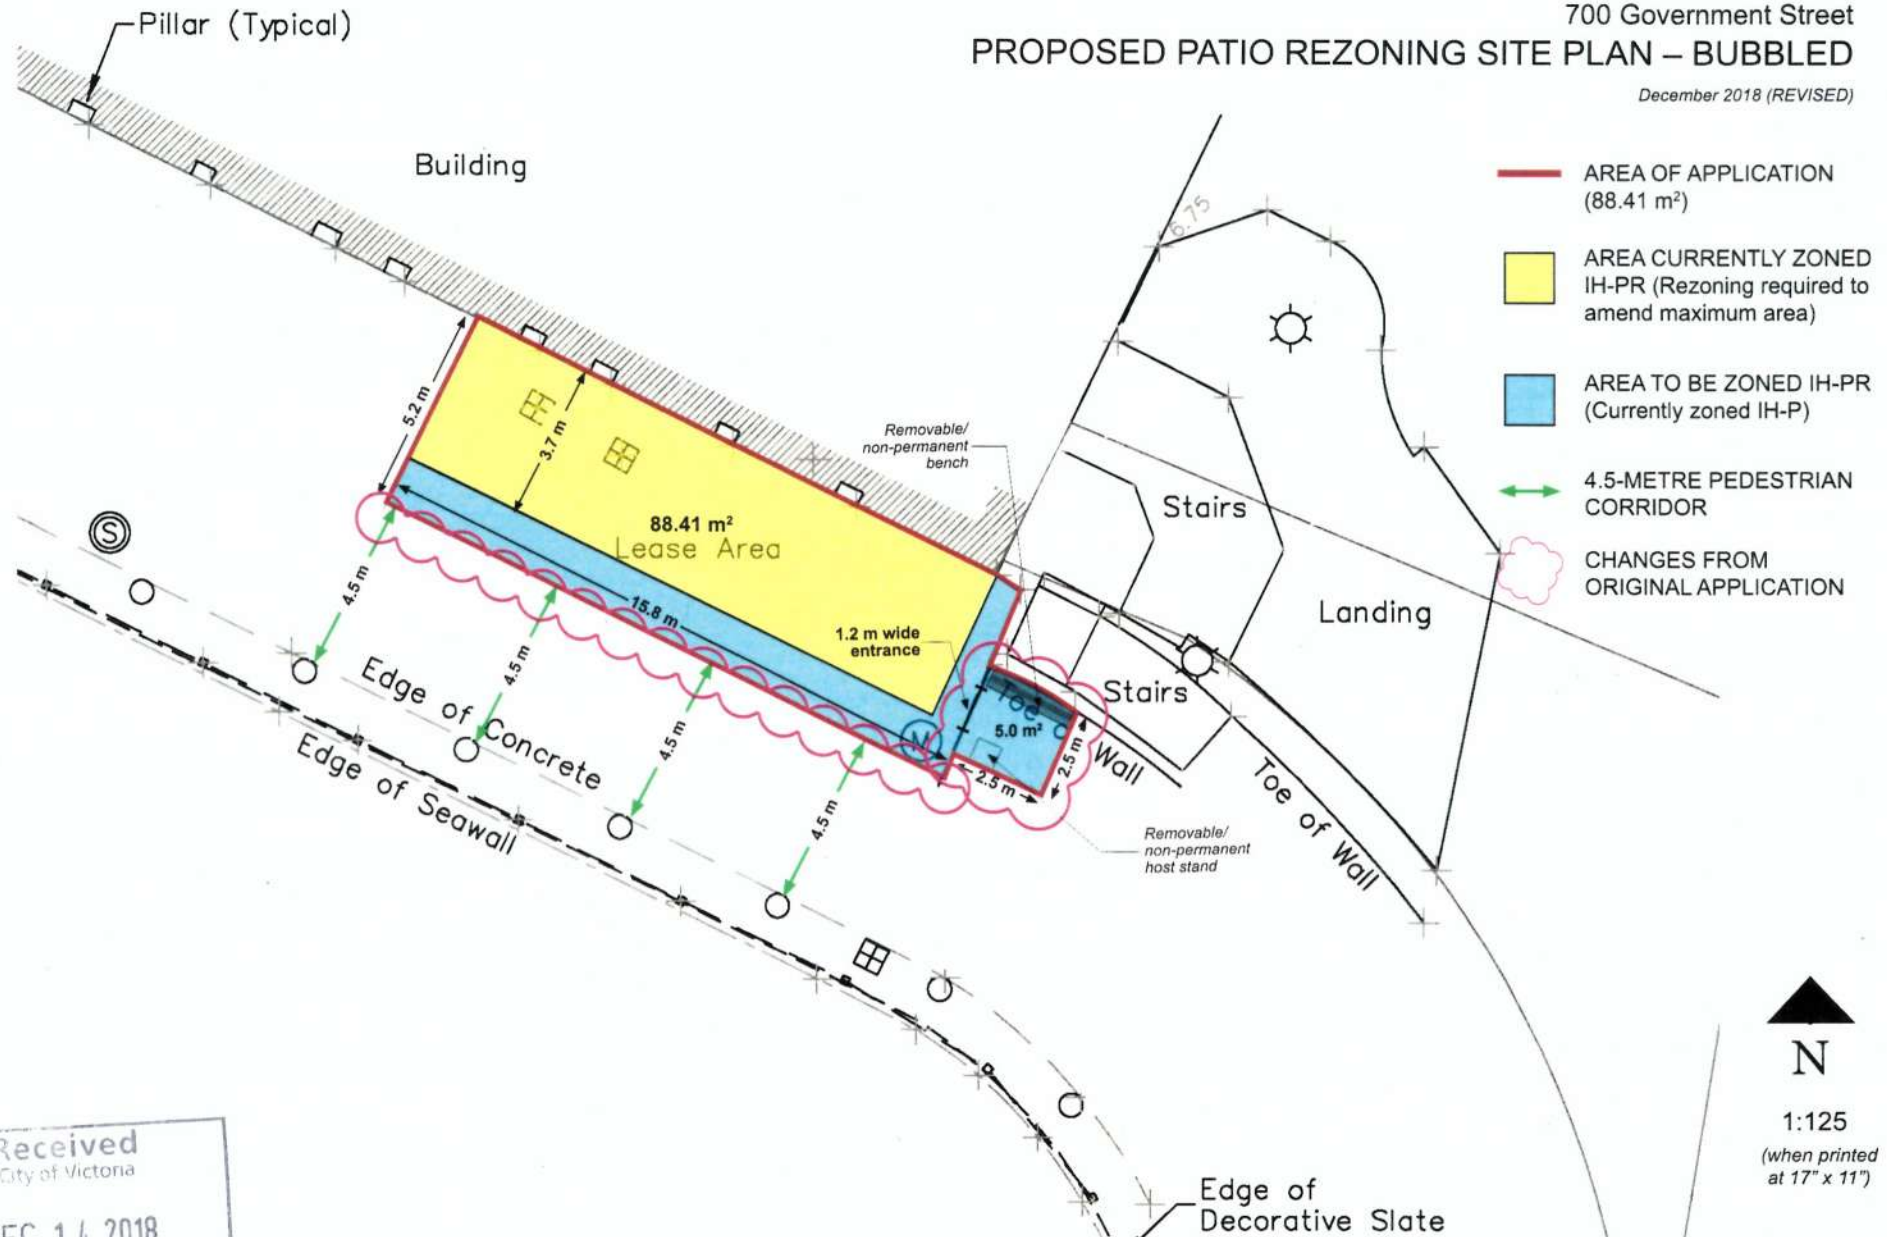 700 Government Street
PROPOSED PATIO REZONING SITE PLAN – BUBBLED
December 2018 (REVISED)
Pillar (Typical)
Building
6.75
AREA OF APPLICATION
(88.41 m²)
AREA CURRENTLY ZONED
IH-PR (Rezoning required to
amend maximum area)
AREA TO BE ZONED IH-PR
(Currently zoned IH-P)
4.5-METRE PEDESTRIAN
CORRIDOR
CHANGES FROM
ORIGINAL APPLICATION
5.2 m
3.7 m
Removable/
non-permanent
bench
Stairs
88.41 m²
Lease Area
S
4.5 m
15.8 m
4.5 m
4.5 m
4.5 m
1.2 m wide
entrance
Landing
Stairs
Toe
5.0 m²
M
2.5 m
2.5 m
Wall
Toe of Wall
Edge of Concrete
Edge of Seawall
Removable/
non-permanent
host stand
N
1:125
(when printed
at 17" x 11")
Received
City of Victoria
EC 14 2018
Edge of
Decorative Slate